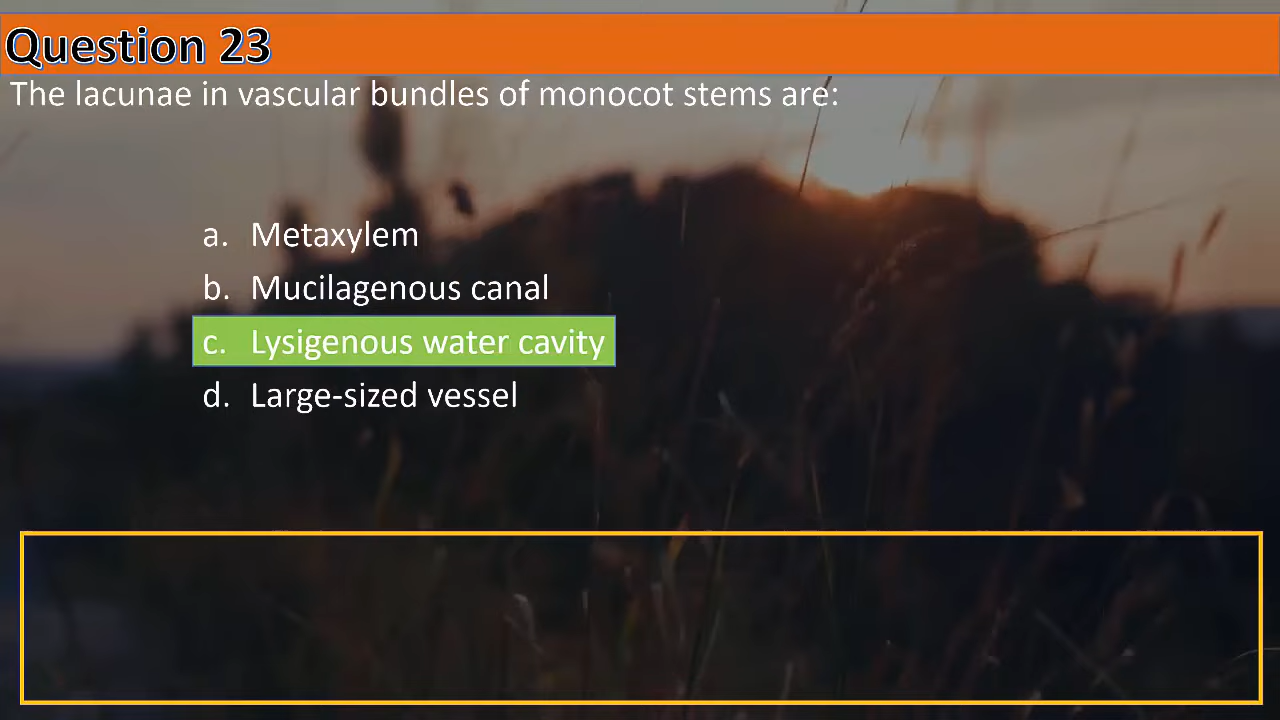 Question 23
The lacunae in vascular bundles of monocot stems are:
a. Metaxylem
b. Mucilagenous canal
c. Lysigenous water cavity
d. Large-sized vessel